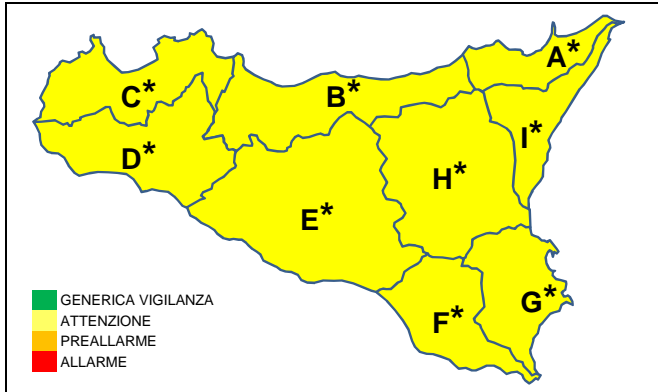 A*
C*
B*
I*
D*
H*
E*
G*
F*
GENERICA VIGILANZA
ATTENZIONE
PREALLARME
ALLARME